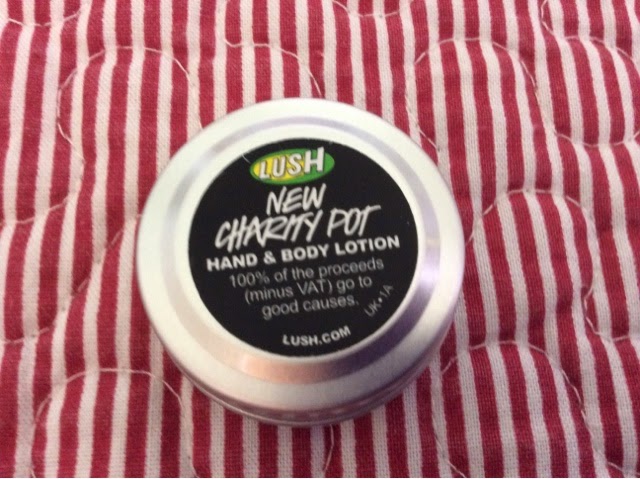 LUSH
NEW
CHARITY POT
HAND & BODY LOTION
100% of the proceeds
(minus VAT) go to
good causes.
UK•1A
LUSH.COM